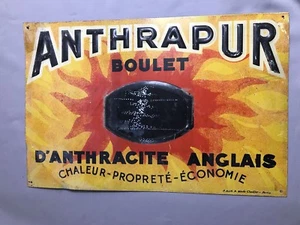 ANTHRAPUR
BOULET
D'ANTHRACITE ANGLAIS
CHALEUR-PROPRETÉ-ÉCONOMIE